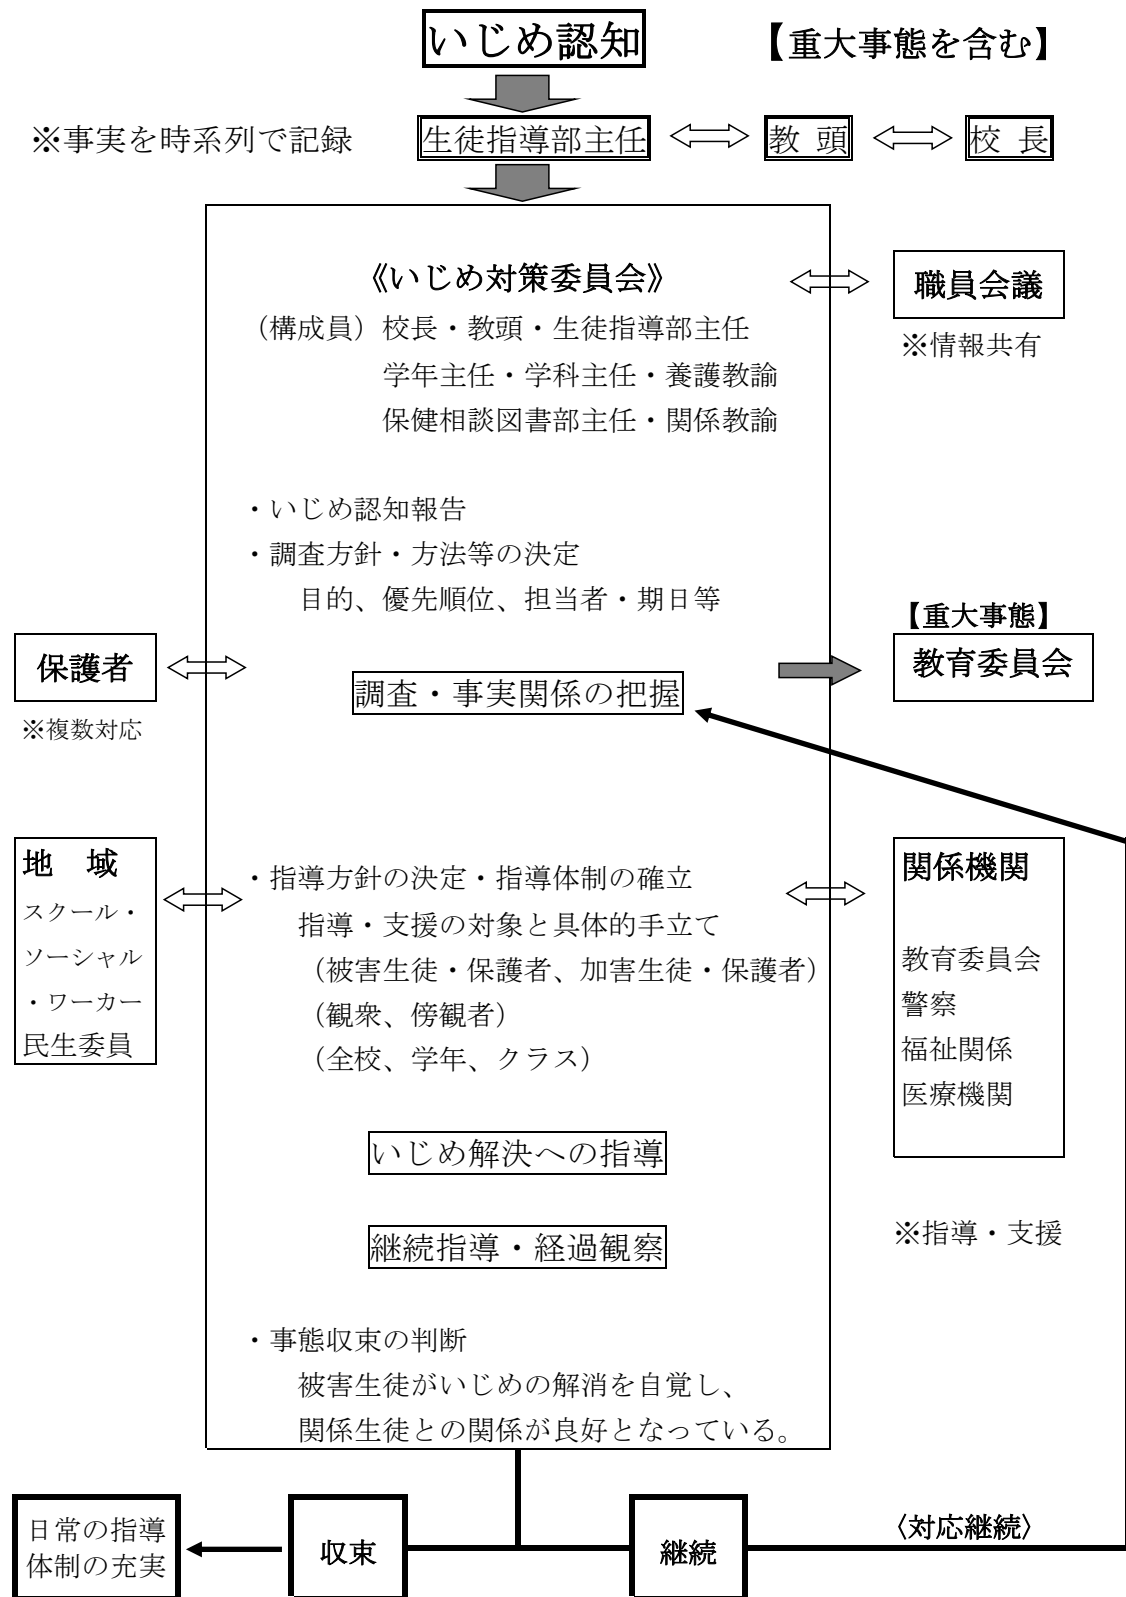 いじめ認知
【重大事態を含む】
※事実を時系列で記録
生徒指導部主任
教 頭
校 長
《いじめ対策委員会》
（構成員）校長・教頭・生徒指導部主任
学年主任・学科主任・養護教諭
保健相談図書部主任・関係教諭
職員会議
※情報共有
・いじめ認知報告
・調査方針・方法等の決定
目的、優先順位、担当者・期日等
【重大事態】
教育委員会
保護者
※複数対応
調査・事実関係の把握
地　域
スクール・
ソーシャル
・ワーカー
民生委員
・指導方針の決定・指導体制の確立
指導・支援の対象と具体的手立て
（被害生徒・保護者、加害生徒・保護者）
（観衆、傍観者）
（全校、学年、クラス）
関係機関
教育委員会
警察
福祉関係
医療機関
※指導・支援
いじめ解決への指導
継続指導・経過観察
・事態収束の判断
被害生徒がいじめの解消を自覚し、
関係生徒との関係が良好となっている。
日常の指導
体制の充実
収束
継続
〈対応継続〉